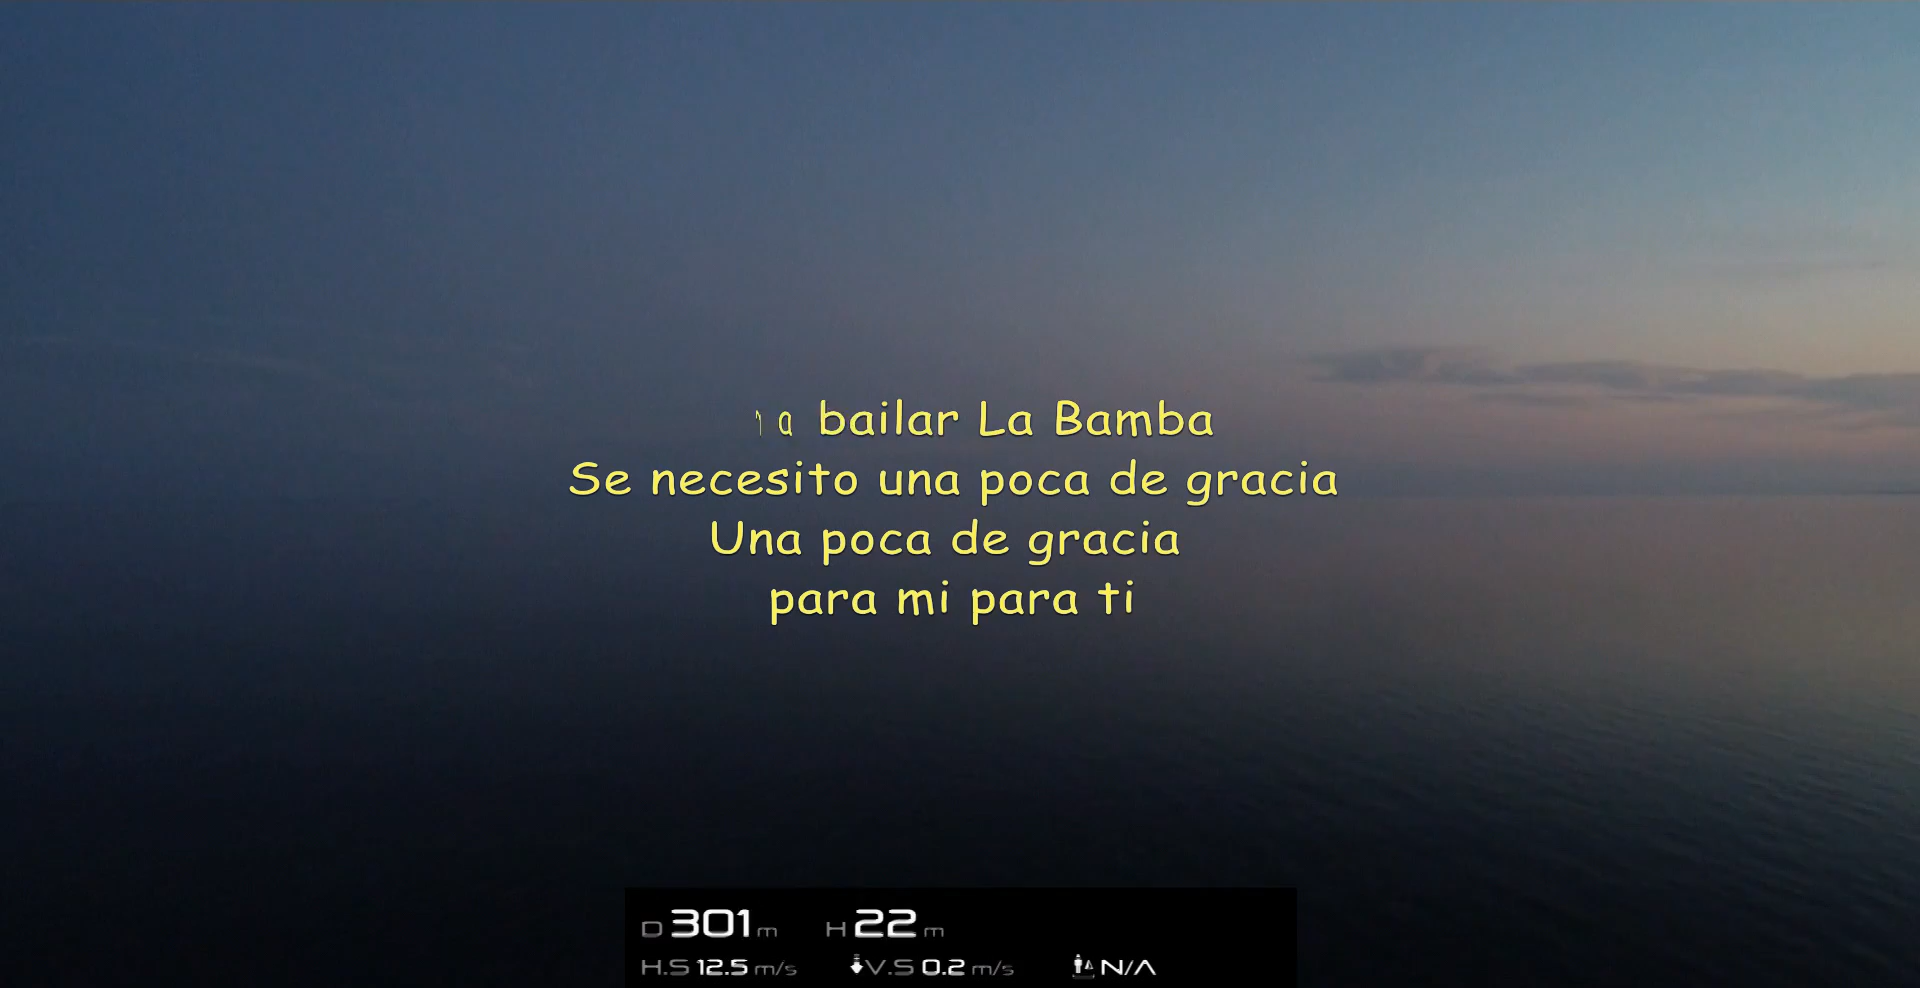 a bailar La Bamba
Se necesito una poca de gracia
Una poca de gracia
para mi para ti
D 301 m H 22 m
H.S 12.5 m/s V.S 0.2 m/s N/A